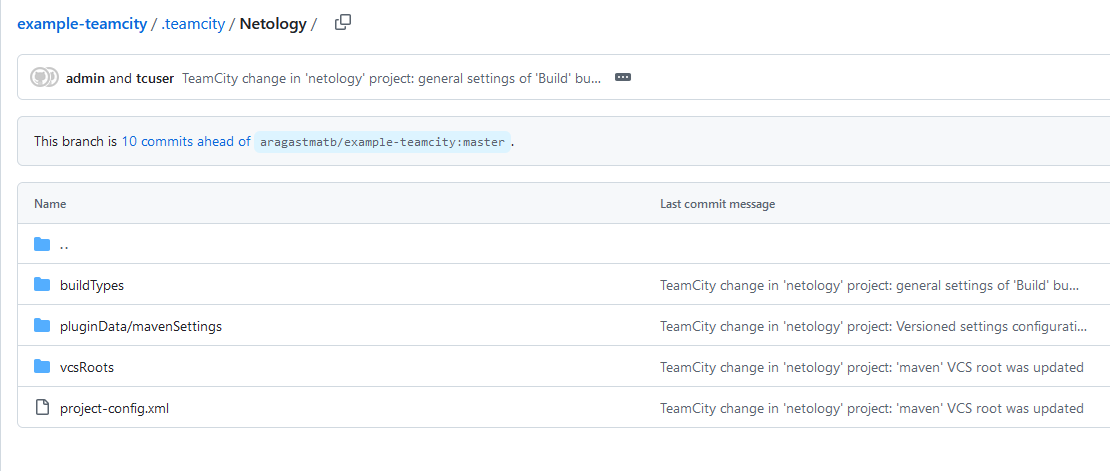 example-teamcity / .teamcity / Netology /
admin and tcuser TeamCity change in 'netology' project: general settings of 'Build' bu...
This branch is 10 commits ahead of aragastmatb/example-teamcity:master.
Name Last commit message
..
buildTypes TeamCity change in 'netology' project: general settings of 'Build' bu...
pluginData/mavenSettings TeamCity change in 'netology' project: Versioned settings configurati...
vcsRoots TeamCity change in 'netology' project: 'maven' VCS root was updated
project-config.xml TeamCity change in 'netology' project: 'maven' VCS root was updated